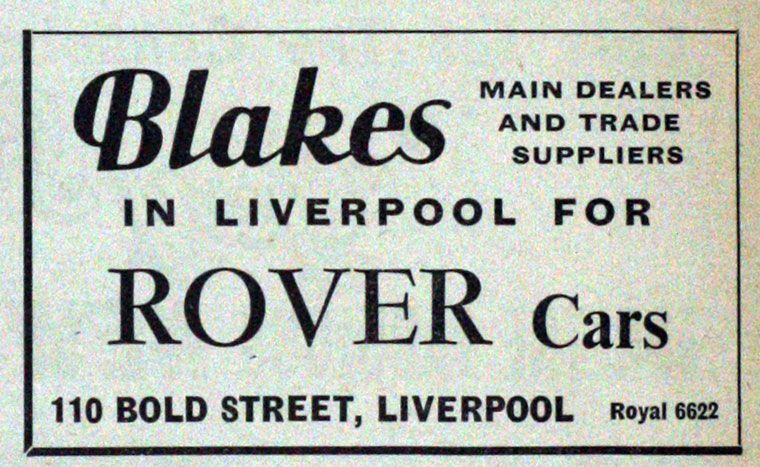 Blakes
MAIN DEALERS
AND TRADE
SUPPLIERS
IN LIVERPOOL FOR
ROVER Cars
110 BOLD STREET, LIVERPOOL Royal 6622